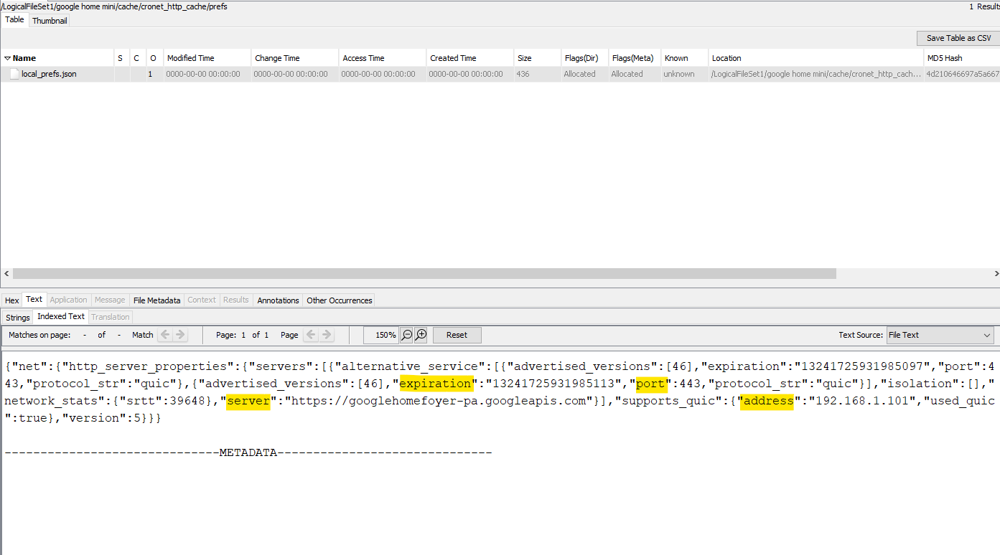 /LogicalFileSet1/google home mini/cache/cronet_http_cache/prefs 1 Results
Table Thumbnail
Save Table as CSV
Name S C O Modified Time Change Time Access Time Created Time Size Flags(Dir) Flags(Meta) Known Location MD5 Hash
local_prefs.json 1 0000-00-00 00:00:00 0000-00-00 00:00:00 0000-00-00 00:00:00 0000-00-00 00:00:00 436 Allocated Allocated unknown /LogicalFileSet1/google home mini/cache/cronet_http_cach... 4d210646697a5a667
Hex Text Application Message File Metadata Context Results Annotations Other Occurrences
Strings Indexed Text Translation
Matches on page: - of - Match Page: 1 of 1 Page 150% Reset Text Source: File Text
{"net":{"http_server_properties":{"servers":[{"alternative_service":[{"advertised_versions":[46],"expiration":"13241725931985097","port":4
43,"protocol_str":"quic"},{"advertised_versions":[46],"expiration":"13241725931985113","port":443,"protocol_str":"quic"}],"isolation":[],"
network_stats":{"srtt":39648},"server":"https://googlehomefoyer-pa.googleapis.com"}],"supports_quic":{"address":"192.168.1.101","used_quic
":true},"version":5}}}
------------------------------METADATA------------------------------